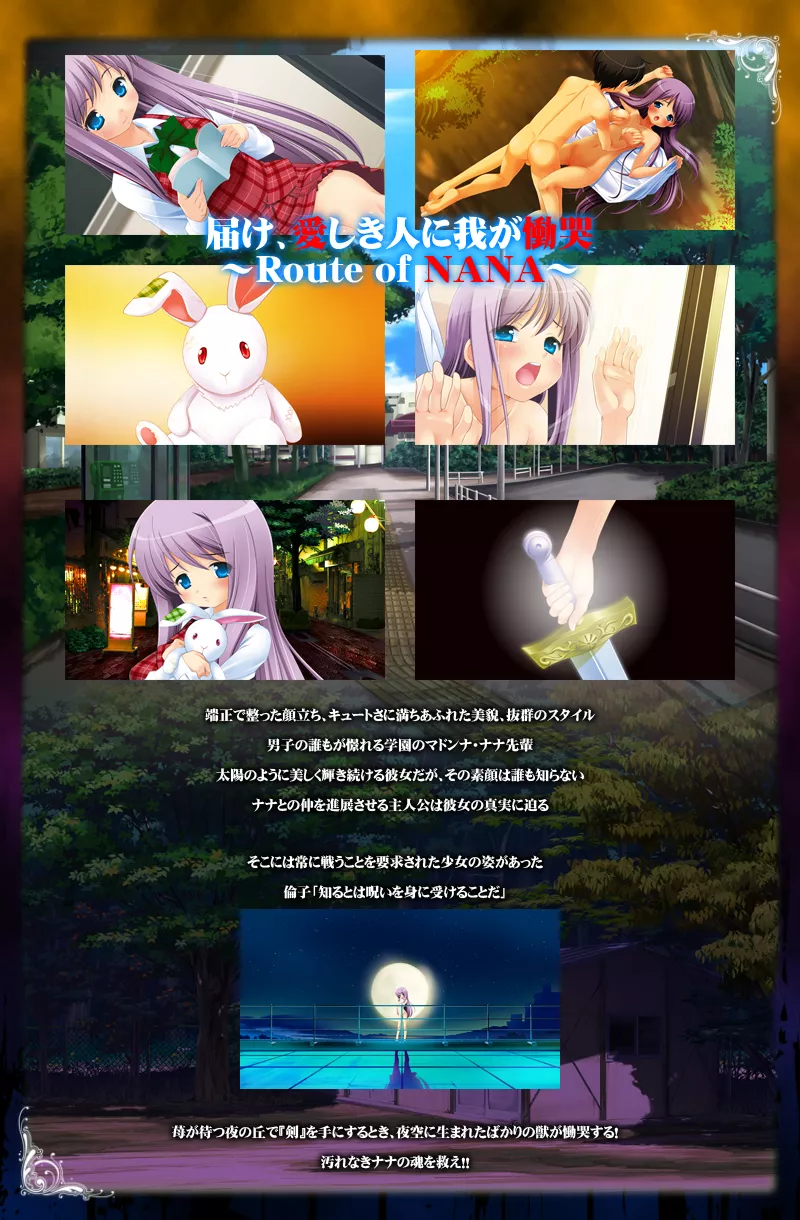 届け、愛しき人に我が慟哭
～Route of NANA～
端正で整った顔立ち、キュートさに満ちあふれた美貌、抜群のスタイル
男子の誰もが憬れる学園のマドンナ・ナナ先輩
太陽のように美しく輝き続ける彼女だが、その素顔は誰も知らない
ナナとの仲を進展させる主人公は彼女の真実に迫る
そこには常に戦うことを要求された少女の姿があった
倫子「知るとは呪いを身に受けることだ」
苺が待つ夜の丘で『剣』を手にするとき、夜空に生まれたばかりの獣が慟哭する!
汚れなきナナの魂を救え!!